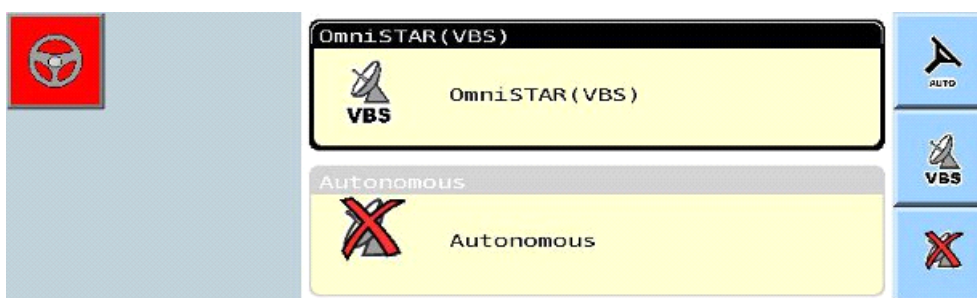 OmniSTAR(VBS)
VBS
OmniSTAR(VBS)
Autonomous
Autonomous
AUTO
VBS